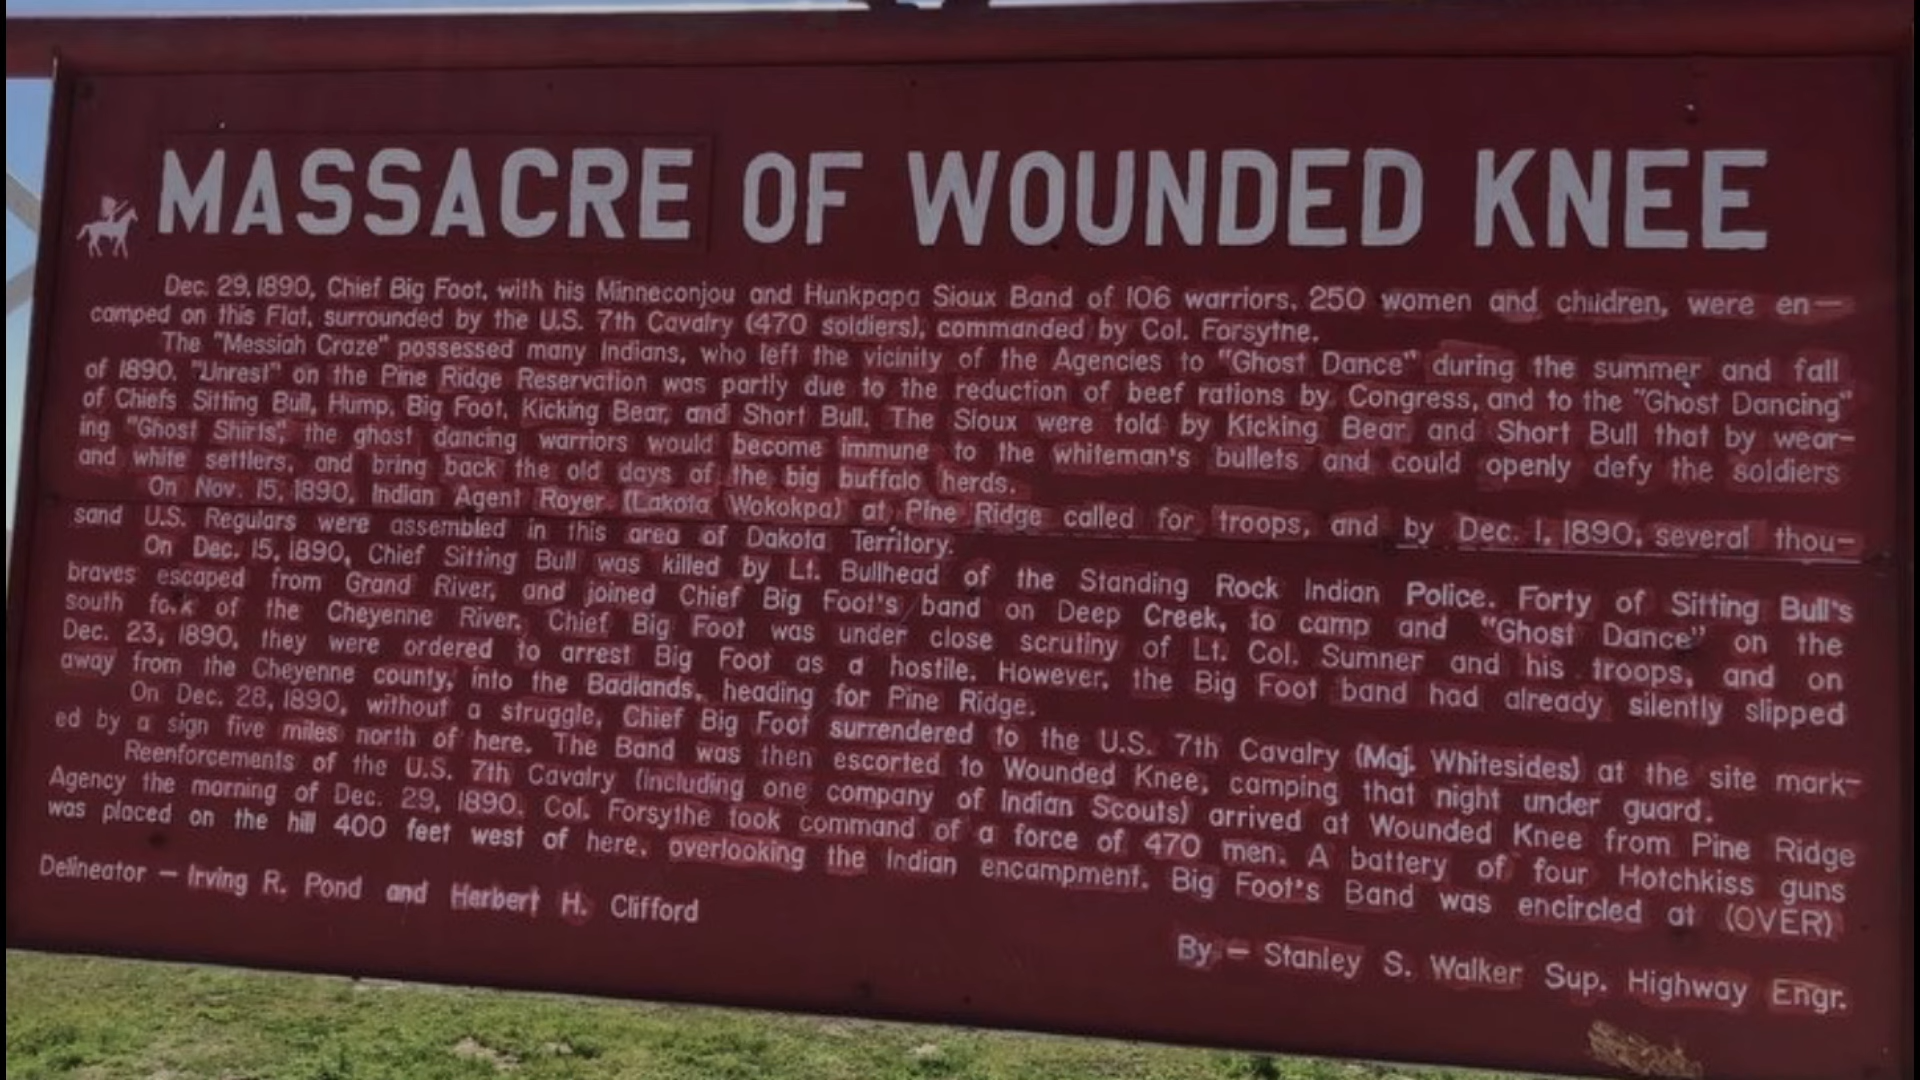 MASSACRE OF WOUNDED KNEE
Dec. 29, 1890, Chief Big Foot, with his Minneconjou and Hunkpapa Sioux Band of 106 warriors, 250 women and children, were en-
camped on this Flat, surrounded by the U.S. 7th Cavalry (470 soldiers), commanded by Col. Forsythe.
The "Messiah Craze" possessed many Indians, who left the vicinity of the Agencies to "Ghost Dance" during the summer and fall
of 1890. "Unrest" on the Pine Ridge Reservation was partly due to the reduction of beef rations by Congress, and to the "Ghost Dancing"
of Chiefs Sitting Bull, Hump, Big Foot, Kicking Bear, and Short Bull. The Sioux were told by Kicking Bear and Short Bull that by wear-
ing "Ghost Shirts", the ghost dancing warriors would become immune to the whiteman's bullets and could openly defy the soldiers
and white settlers, and bring back the old days of the big buffalo herds.
On Nov. 15, 1890, Indian Agent Royer (Lakota Wokokpa) at Pine Ridge called for troops, and by Dec. 1, 1890, several thou-
sand U.S. Regulars were assembled in this area of Dakota Territory.
On Dec. 15, 1890, Chief Sitting Bull was killed by Lt. Bullhead of the Standing Rock Indian Police. Forty of Sitting Bull's
braves escaped from Grand River, and joined Chief Big Foot's band on Deep Creek, to camp and "Ghost Dance" on the
south fork of the Cheyenne River. Chief Big Foot was under close scrutiny of Lt. Col. Sumner and his troops, and on
Dec. 23, 1890, they were ordered to arrest Big Foot as a hostile. However, the Big Foot band had already silently slipped
away from the Cheyenne county, into the Badlands, heading for Pine Ridge.
On Dec. 28, 1890, without a struggle, Chief Big Foot surrendered to the U.S. 7th Cavalry (Maj. Whitesides) at the site mark-
ed by a sign five miles north of here. The Band was then escorted to Wounded Knee, camping that night under guard.
Reenforcements of the U.S. 7th Cavalry (including one company of Indian Scouts) arrived at Wounded Knee from Pine Ridge
Agency the morning of Dec. 29, 1890. Col. Forsythe took command of a force of 470 men. A battery of four Hotchkiss guns
was placed on the hill 400 feet west of here, overlooking the Indian encampment. Big Foot's Band was encircled at (OVER)
Delineator - Irving R. Pond and Herbert H. Clifford
By - Stanley S. Walker Sup. Highway Engr.